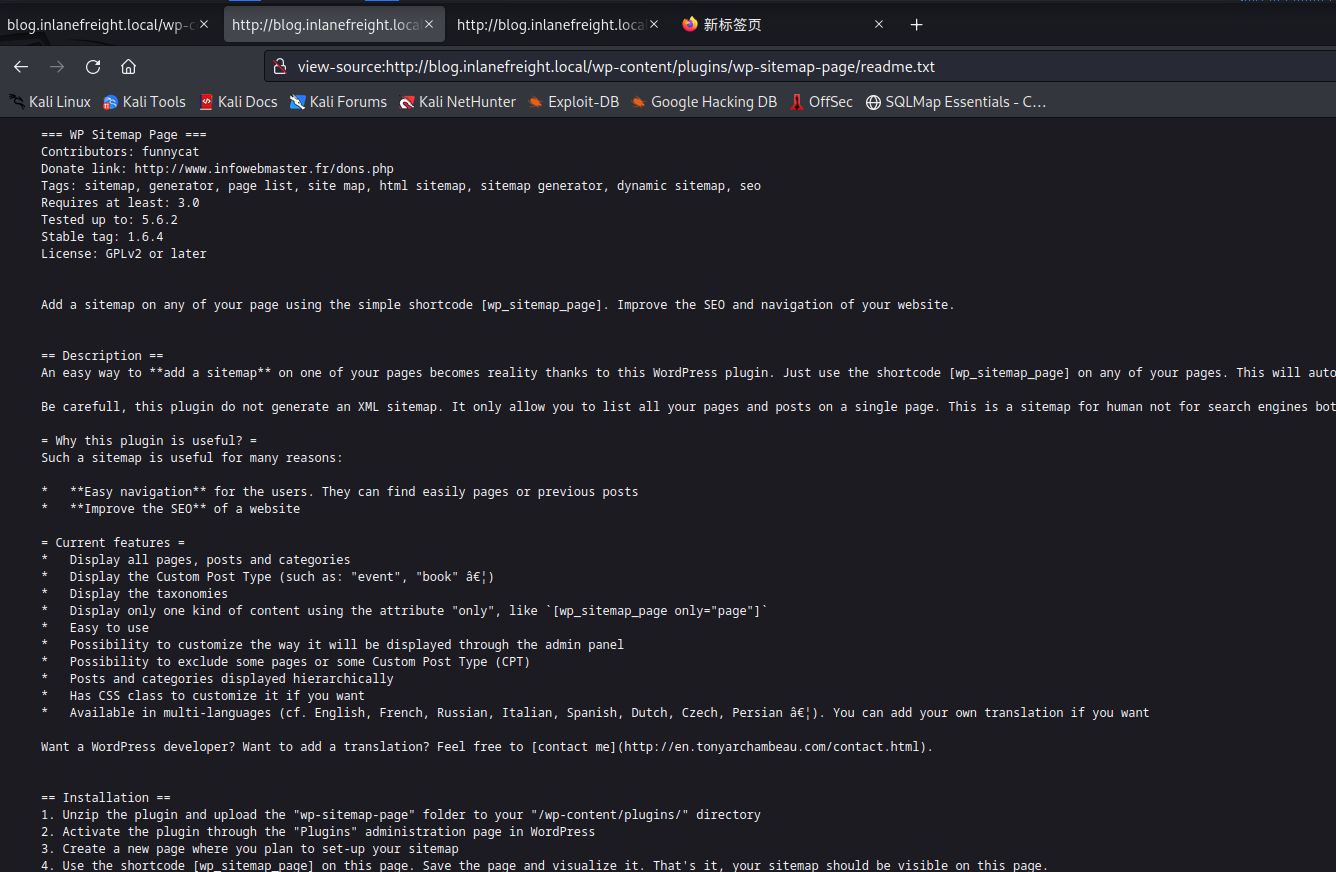 blog.inlanefreight.local/wp-c
http://blog.inlanefreight.loca
http://blog.inlanefreight.local
新标签页
view-source:http://blog.inlanefreight.local/wp-content/plugins/wp-sitemap-page/readme.txt
Kali Linux Kali Tools Kali Docs Kali Forums Kali NetHunter Exploit-DB Google Hacking DB OffSec SQLMap Essentials - C…
=== WP Sitemap Page ===
Contributors: funnycat
Donate link: http://www.infowebmaster.fr/dons.php
Tags: sitemap, generator, page list, site map, html sitemap, sitemap generator, dynamic sitemap, seo
Requires at least: 3.0
Tested up to: 5.6.2
Stable tag: 1.6.4
License: GPLv2 or later
Add a sitemap on any of your page using the simple shortcode [wp_sitemap_page]. Improve the SEO and navigation of your website.
== Description ==
An easy way to **add a sitemap** on one of your pages becomes reality thanks to this WordPress plugin. Just use the shortcode [wp_sitemap_page] on any of your pages. This will auto
Be carefull, this plugin do not generate an XML sitemap. It only allow you to list all your pages and posts on a single page. This is a sitemap for human not for search engines bot
= Why this plugin is useful? =
Such a sitemap is useful for many reasons:
* **Easy navigation** for the users. They can find easily pages or previous posts
* **Improve the SEO** of a website
= Current features =
* Display all pages, posts and categories
* Display the Custom Post Type (such as: "event", "book" â€¦)
* Display the taxonomies
* Display only one kind of content using the attribute "only", like `[wp_sitemap_page only="page"]`
* Easy to use
* Possibility to customize the way it will be displayed through the admin panel
* Possibility to exclude some pages or some Custom Post Type (CPT)
* Posts and categories displayed hierarchically
* Has CSS class to customize it if you want
* Available in multi-languages (cf. English, French, Russian, Italian, Spanish, Dutch, Czech, Persian â€¦). You can add your own translation if you want
Want a WordPress developer? Want to add a translation? Feel free to [contact me](http://en.tonyarchambeau.com/contact.html).
== Installation ==
1. Unzip the plugin and upload the "wp-sitemap-page" folder to your "/wp-content/plugins/" directory
2. Activate the plugin through the "Plugins" administration page in WordPress
3. Create a new page where you plan to set-up your sitemap
4. Use the shortcode [wp_sitemap_page] on this page. Save the page and visualize it. That's it, your sitemap should be visible on this page.